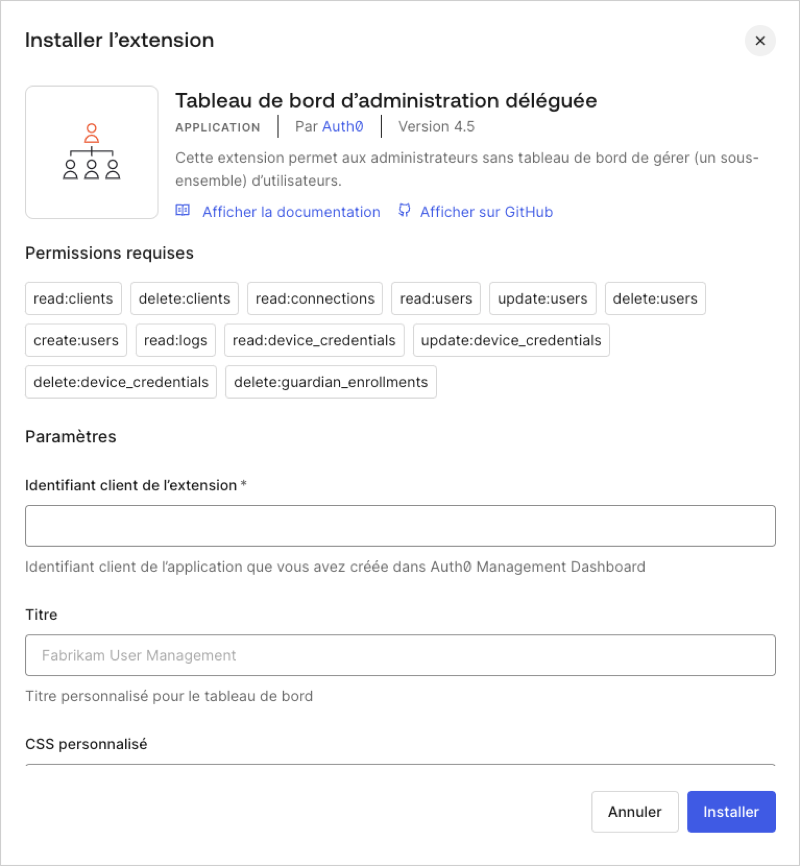 Installer l’extension
Tableau de bord d’administration déléguée
APPLICATION | Par Auth0 | Version 4.5
Cette extension permet aux administrateurs sans tableau de bord de gérer (un sous-
ensemble) d’utilisateurs.
Afficher la documentation Afficher sur GitHub
Permissions requises
read:clients delete:clients read:connections read:users update:users delete:users
create:users read:logs read:device_credentials update:device_credentials
delete:device_credentials delete:guardian_enrollments
Paramètres
Identifiant client de l’extension *
Identifiant client de l’application que vous avez créée dans Auth0 Management Dashboard
Titre
Fabrikam User Management
Titre personnalisé pour le tableau de bord
CSS personnalisé
Annuler Installer